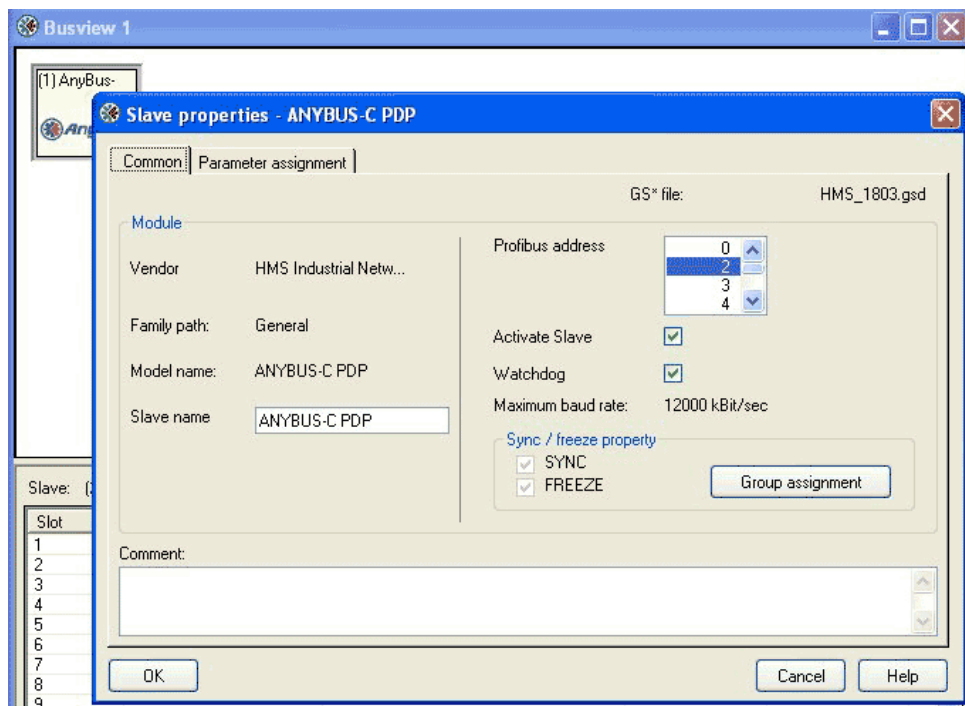 Busview 1
(1) AnyBus-
Any
Slave properties - ANYBUS-C PDP
Common
Parameter assignment
GS* file: HMS_1803.gsd
Module
Vendor HMS Industrial Netw...
Family path: General
Model name: ANYBUS-C PDP
Slave name ANYBUS-C PDP
Profibus address
0
2
3
4
Activate Slave
Watchdog
Maximum baud rate: 12000 kBit/sec
Sync / freeze property
SYNC
FREEZE
Group assignment
Comment:
Slave:
Slot
1
2
3
4
5
6
7
8
9
OK
Cancel
Help